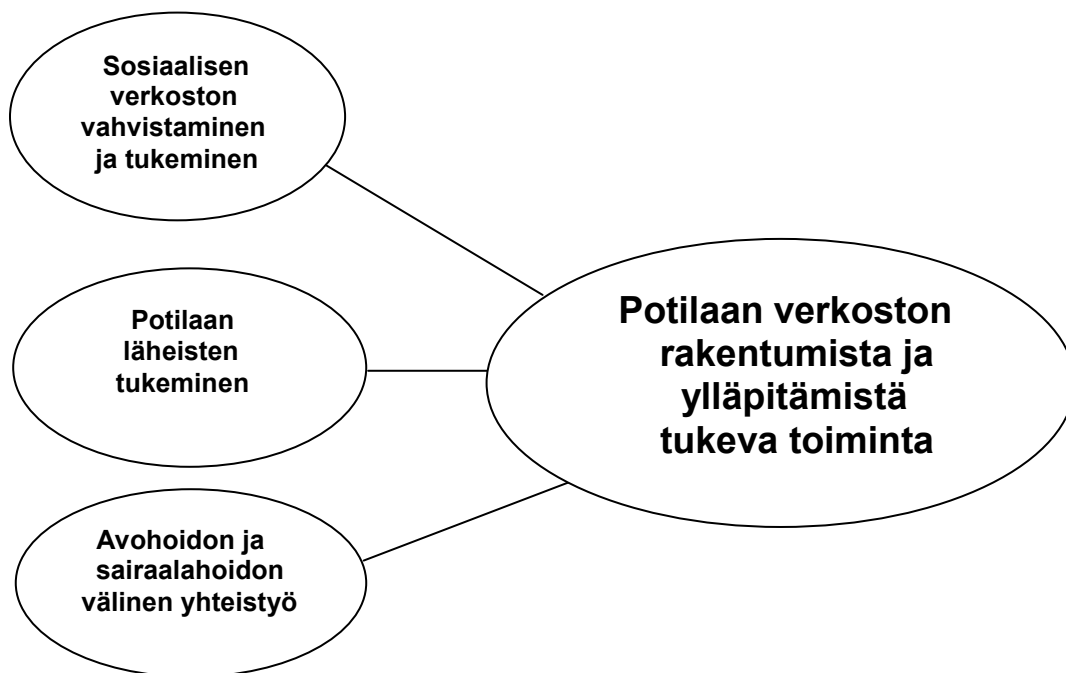 Sosiaalisen
verkoston
vahvistaminen
ja tukeminen
Potilaan
läheisten
tukeminen
Avohoidon ja
sairaalahoidon
välinen yhteistyö
Potilaan verkoston
rakentumista ja
ylläpitämistä
tukeva toiminta